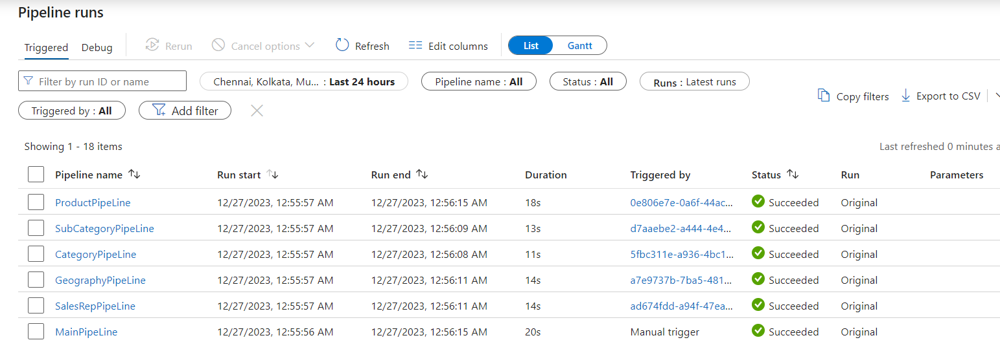 Pipeline runs
Triggered Debug Rerun Cancel options Refresh Edit columns List Gantt
Filter by run ID or name Chennai, Kolkata, Mu... : Last 24 hours Pipeline name : All Status : All Runs : Latest runs
Copy filters Export to CSV
Triggered by : All Add filter
Showing 1 - 18 items Last refreshed 0 minutes a
Pipeline name Run start Run end Duration Triggered by Status Run Parameters
ProductPipeLine 12/27/2023, 12:55:57 AM 12/27/2023, 12:56:15 AM 18s 0e806e7e-0a6f-44ac... Succeeded Original
SubCategoryPipeLine 12/27/2023, 12:55:57 AM 12/27/2023, 12:56:09 AM 13s d7aaebe2-a444-4e4... Succeeded Original
CategoryPipeLine 12/27/2023, 12:55:57 AM 12/27/2023, 12:56:08 AM 11s 5fbc311e-a936-4bc1... Succeeded Original
GeographyPipeLine 12/27/2023, 12:55:57 AM 12/27/2023, 12:56:11 AM 14s a7e9737b-7ba5-481... Succeeded Original
SalesRepPipeLine 12/27/2023, 12:55:57 AM 12/27/2023, 12:56:11 AM 14s ad674fdd-a94f-47ea... Succeeded Original
MainPipeLine 12/27/2023, 12:55:56 AM 12/27/2023, 12:56:15 AM 20s Manual trigger Succeeded Original